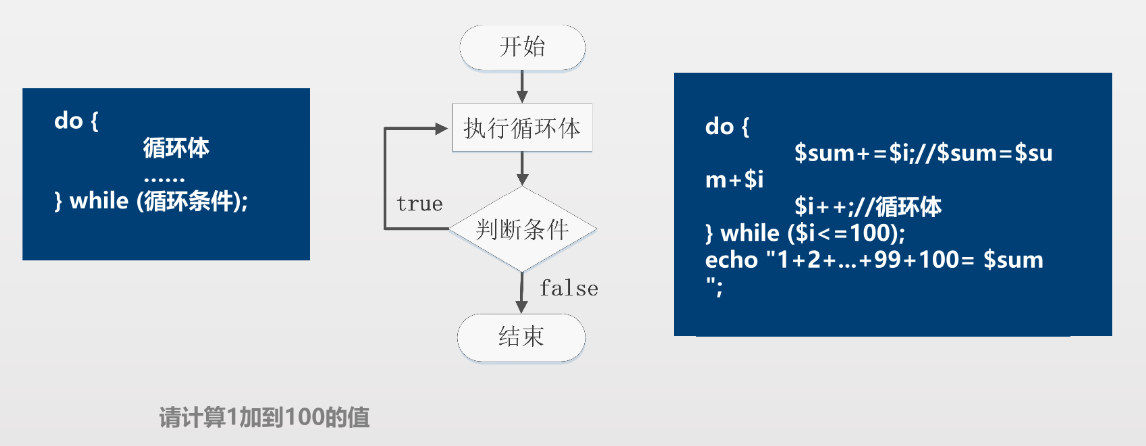 do {
循环体
……
} while (循环条件);
开始
执行循环体
true
判断条件
false
结束
do {
$sum+=$i;//$sum=$su
m+$i
$i++;//循环体
} while ($i<=100);
echo "1+2+...+99+100= $sum
";
请计算1加到100的值